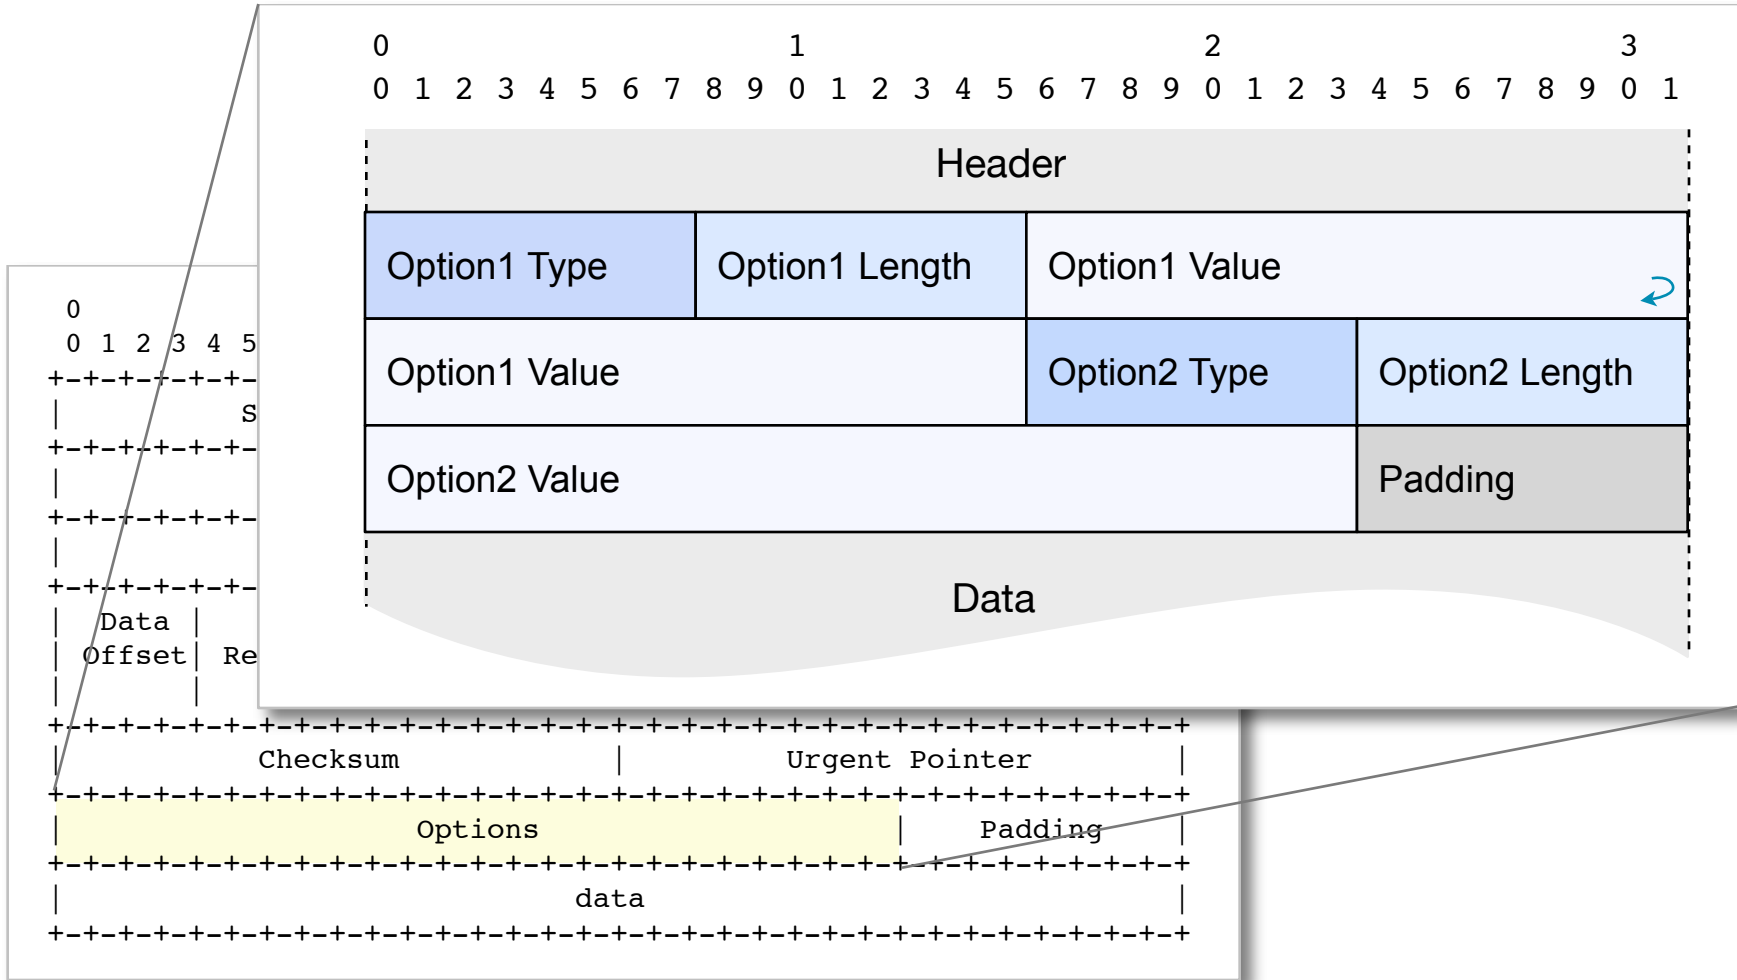 0 1 2 3
0 1 2 3 4 5 6 7 8 9 0 1 2 3 4 5 6 7 8 9 0 1 2 3 4 5 6 7 8 9 0 1
Header
Option1 Type Option1 Length Option1 Value
Option1 Value Option2 Type Option2 Length
Option2 Value Padding
Data
0
0 1 2 3 4 5
+-+-+-+-+-+-
| S
+-+-+-+-+-+-
|
+-+-+-+-+-+-
|
+-+-+-+-+-+-
| Data |
| Offset| Re
| |
+-+-+-+-+-+-+-+-+-+-+-+-+-+-+-+-+-+-+-+-+-+-+-+-+-+-+-+-+-+-+-+-+
| Checksum | Urgent Pointer |
+-+-+-+-+-+-+-+-+-+-+-+-+-+-+-+-+-+-+-+-+-+-+-+-+-+-+-+-+-+-+-+-+
| Options | Padding |
+-+-+-+-+-+-+-+-+-+-+-+-+-+-+-+-+-+-+-+-+-+-+-+-+-+-+-+-+-+-+-+-+
| data |
+-+-+-+-+-+-+-+-+-+-+-+-+-+-+-+-+-+-+-+-+-+-+-+-+-+-+-+-+-+-+-+-+